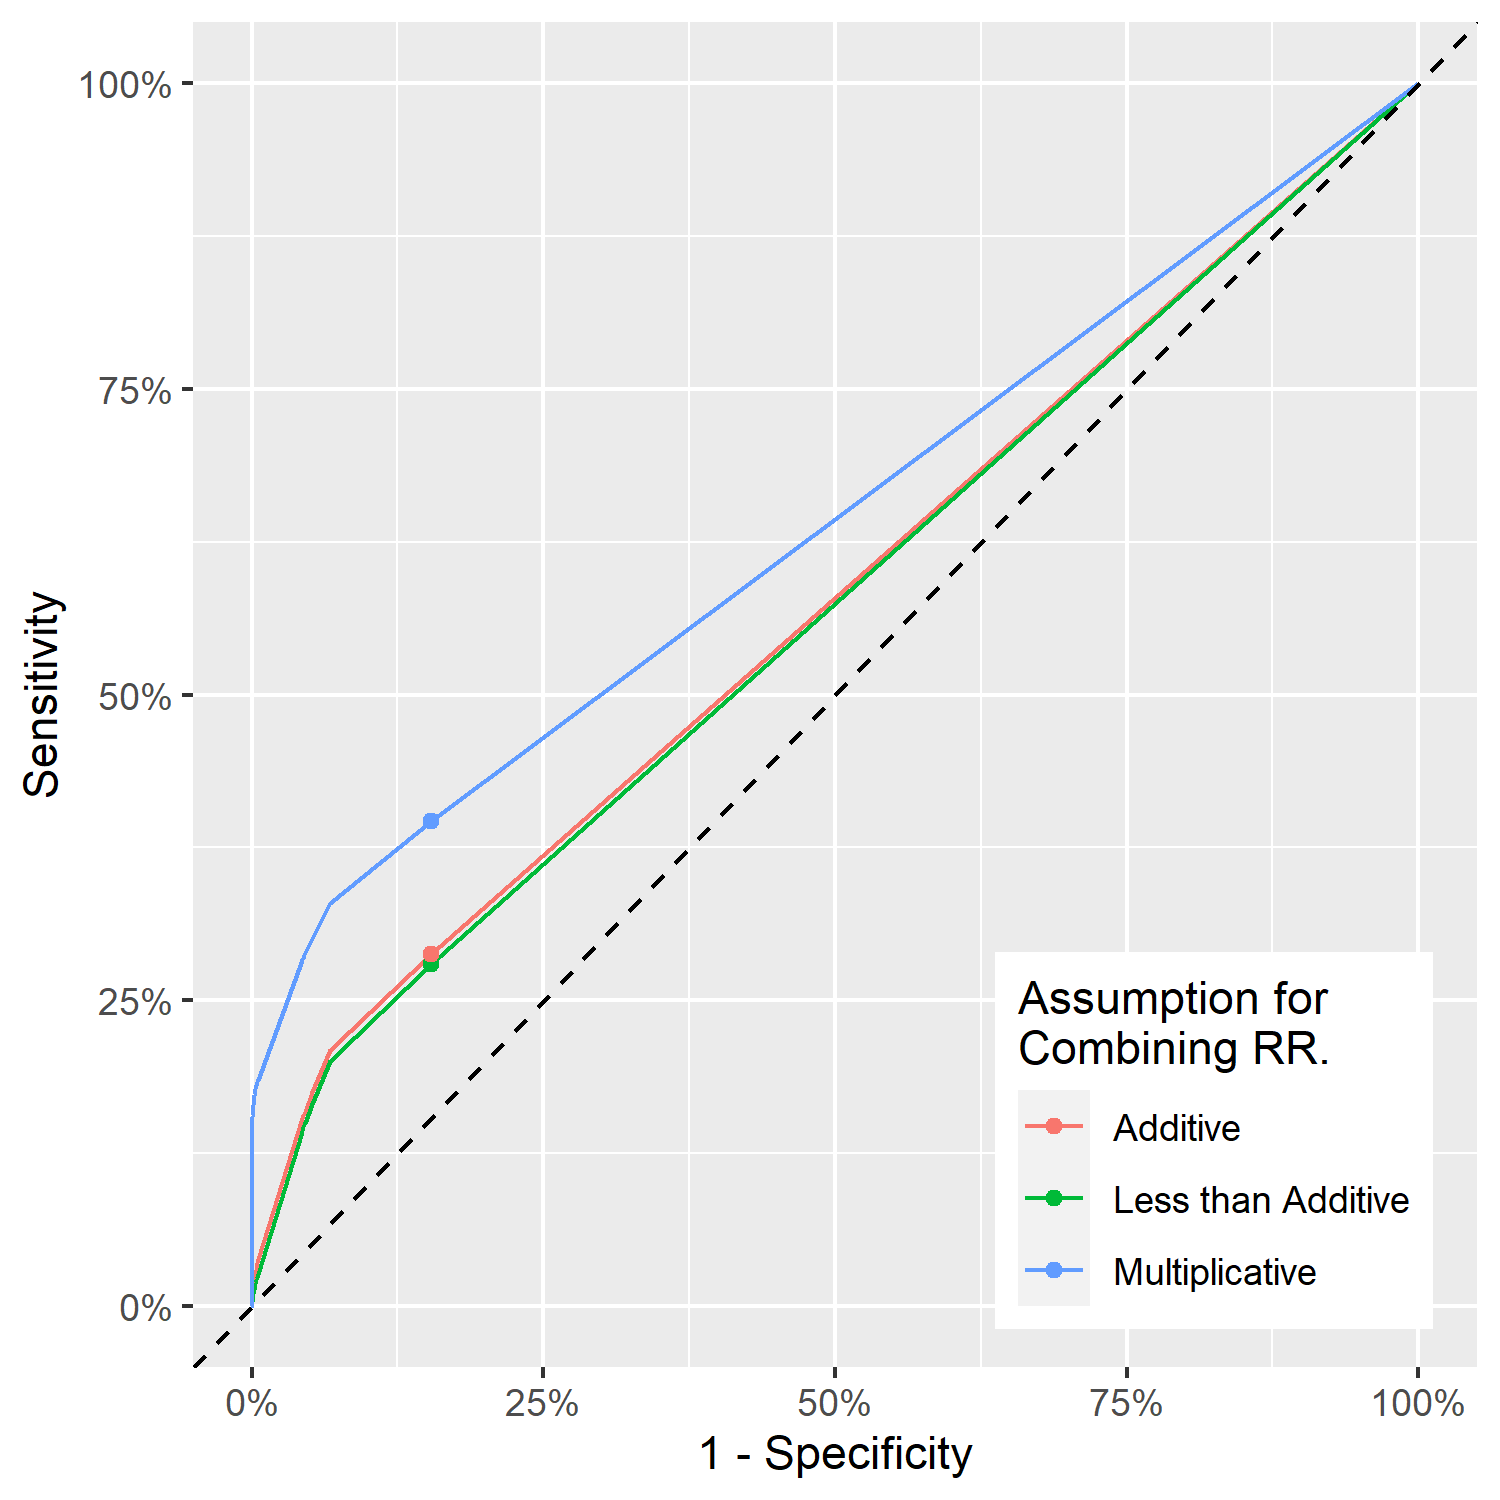 100%
75%
50%
25%
0%
Sensitivity
0%
25%
50%
75%
100%
1 - Specificity
Assumption for
Combining RR.
Additive
Less than Additive
Multiplicative